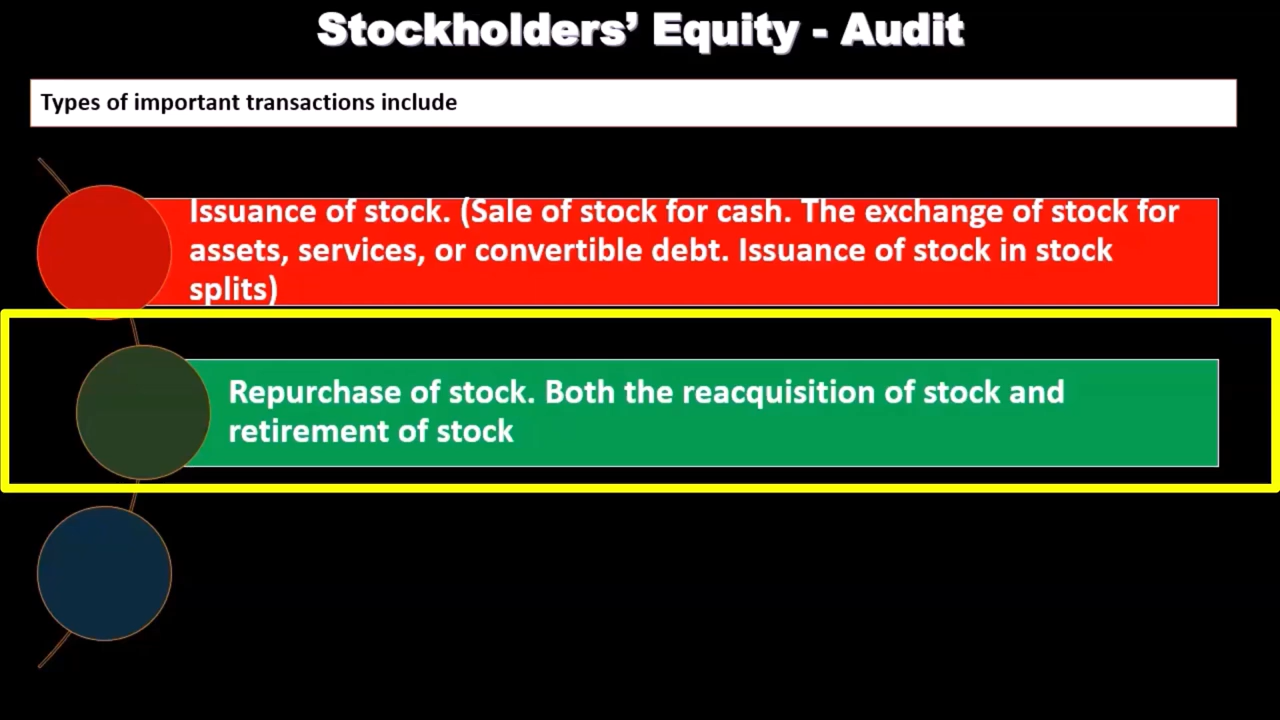 Stockholders’ Equity - Audit
Types of important transactions include
Issuance of stock. (Sale of stock for cash. The exchange of stock for
assets, services, or convertible debt. Issuance of stock in stock
splits)
Repurchase of stock. Both the reacquisition of stock and
retirement of stock